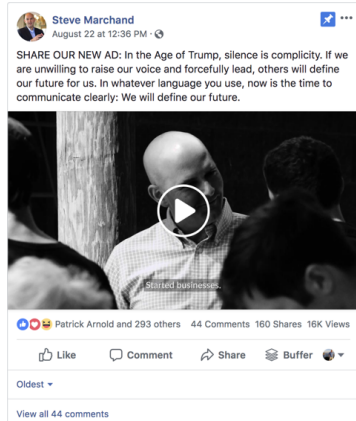 Steve Marchand
August 22 at 12:36 PM ·
SHARE OUR NEW AD: In the Age of Trump, silence is complicity. If we
are unwilling to raise our voice and forcefully lead, others will define
our future for us. In whatever language you use, now is the time to
communicate clearly: We will define our future.
Started businesses.
Patrick Arnold and 293 others 44 Comments 160 Shares 16K Views
Like Comment Share Buffer
Oldest
View all 44 comments